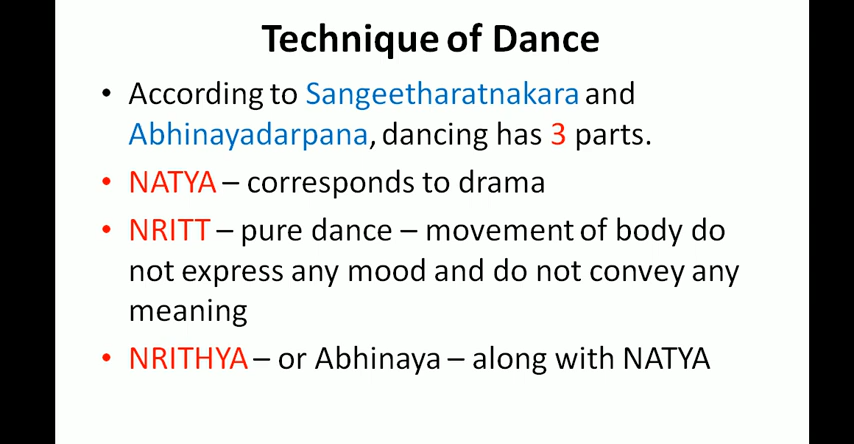 Technique of Dance
• According to Sangeetharatnakara and
Abhinayadarpana, dancing has 3 parts.
• NATYA – corresponds to drama
• NRITT – pure dance – movement of body do
not express any mood and do not convey any
meaning
• NRITHYA – or Abhinaya – along with NATYA